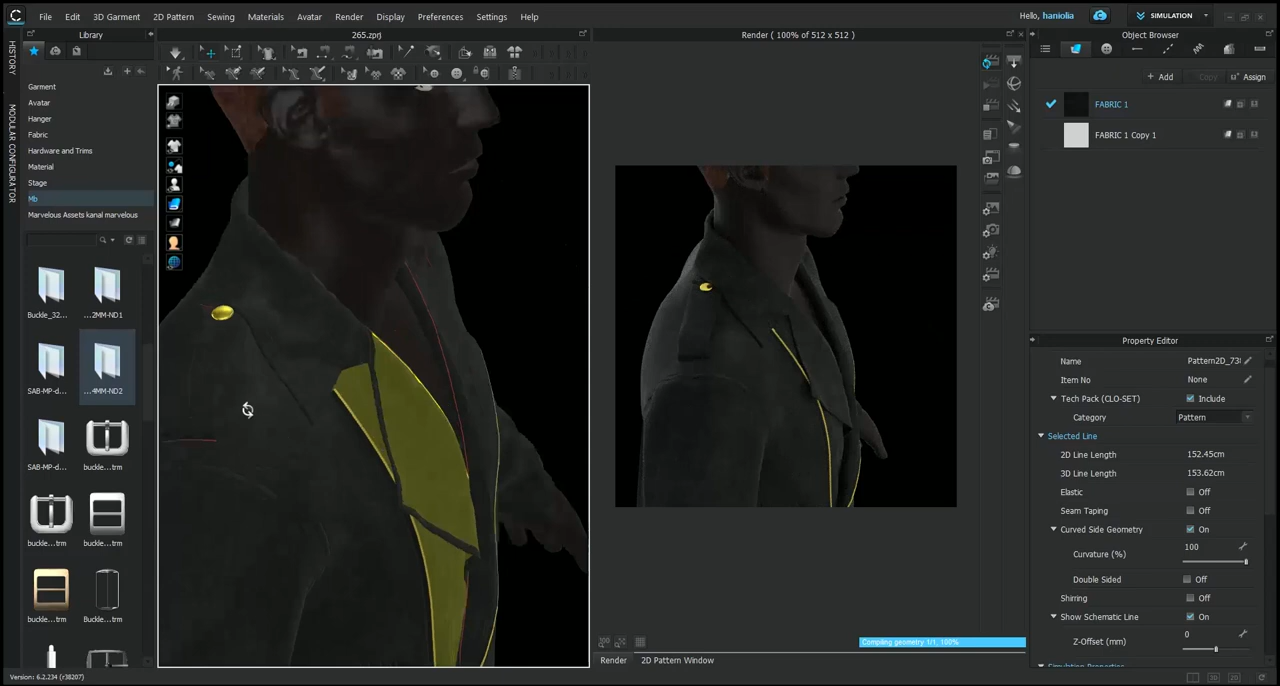 File Edit 3D Garment 2D Pattern Sewing Materials Avatar Render Display Preferences Settings Help
Hello, haniolia
SIMULATION
HISTORY
MODULAR CONFIGURATOR
Library
265.zprj
Render ( 100% of 512 x 512 )
Object Browser
Garment
Avatar
Hanger
Fabric
Hardware and Trims
Material
Stage
Mb
Marvelous Assets kanal marvelous
Buckle_32... ...2MM-ND1
SAB-MP-d... ...4MM-ND2
SAB-MP-d... buckle...trm
buckle...trm buckle...trm
buckle...trm Buckle...trm
+ Add Copy Assign
FABRIC 1
FABRIC 1 Copy 1
Property Editor
Name Pattern2D_73
Item No None
Tech Pack (CLO-SET) Include
Category Pattern
Selected Line
2D Line Length 152.45cm
3D Line Length 153.62cm
Elastic Off
Seam Taping Off
Curved Side Geometry On
Curvature (%) 100
Double Sided Off
Shirring Off
Show Schematic Line On
Z-Offset (mm) 0
Simulation Properties
Compiling geometry 1/1, 100%
Render 2D Pattern Window
Version: 6.2.234 (r38207)